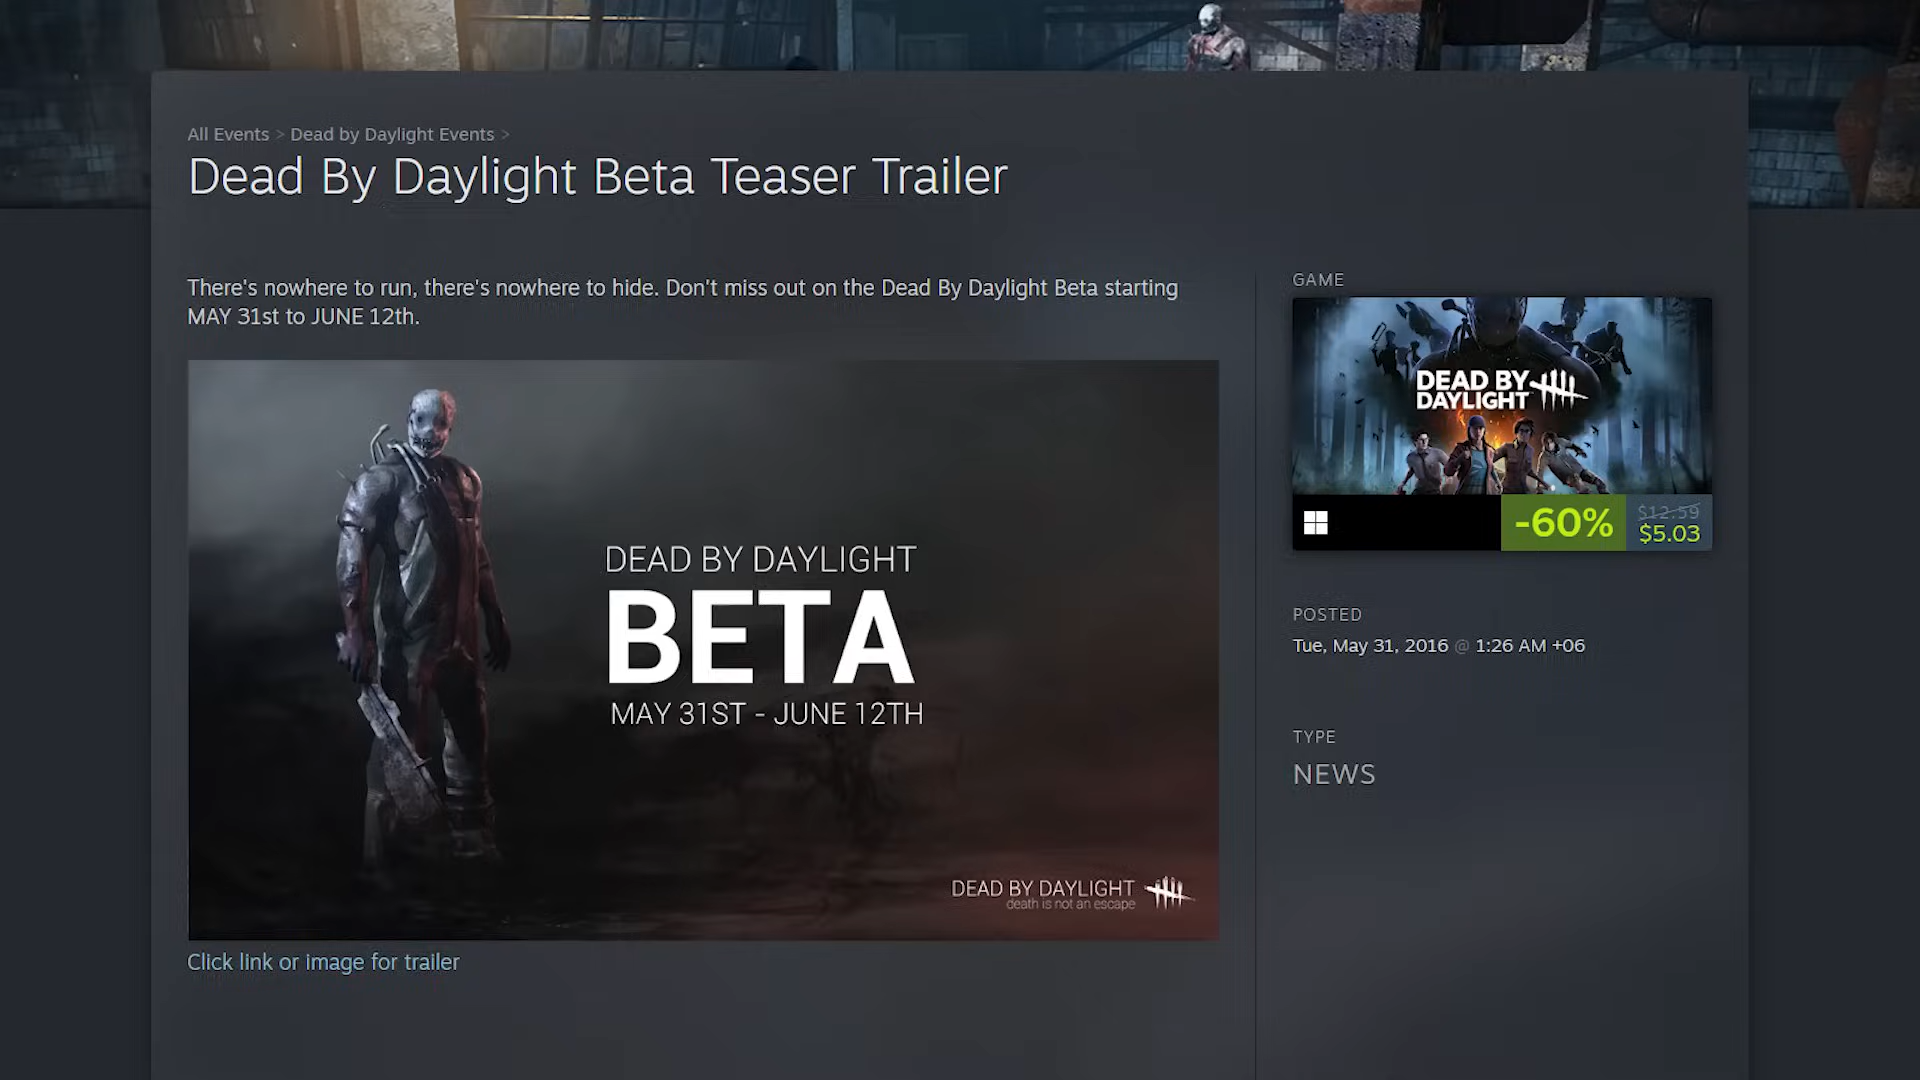 All Events > Dead by Daylight Events >
Dead By Daylight Beta Teaser Trailer
There's nowhere to run, there's nowhere to hide. Don't miss out on the Dead By Daylight Beta starting
MAY 31st to JUNE 12th.
DEAD BY DAYLIGHT
BETA
MAY 31ST - JUNE 12TH
DEAD BY DAYLIGHT
death is not an escape
Click link or image for trailer
GAME
DEAD BY
DAYLIGHT
-60%
$12.59
$5.03
POSTED
Tue, May 31, 2016 @ 1:26 AM +06
TYPE
NEWS